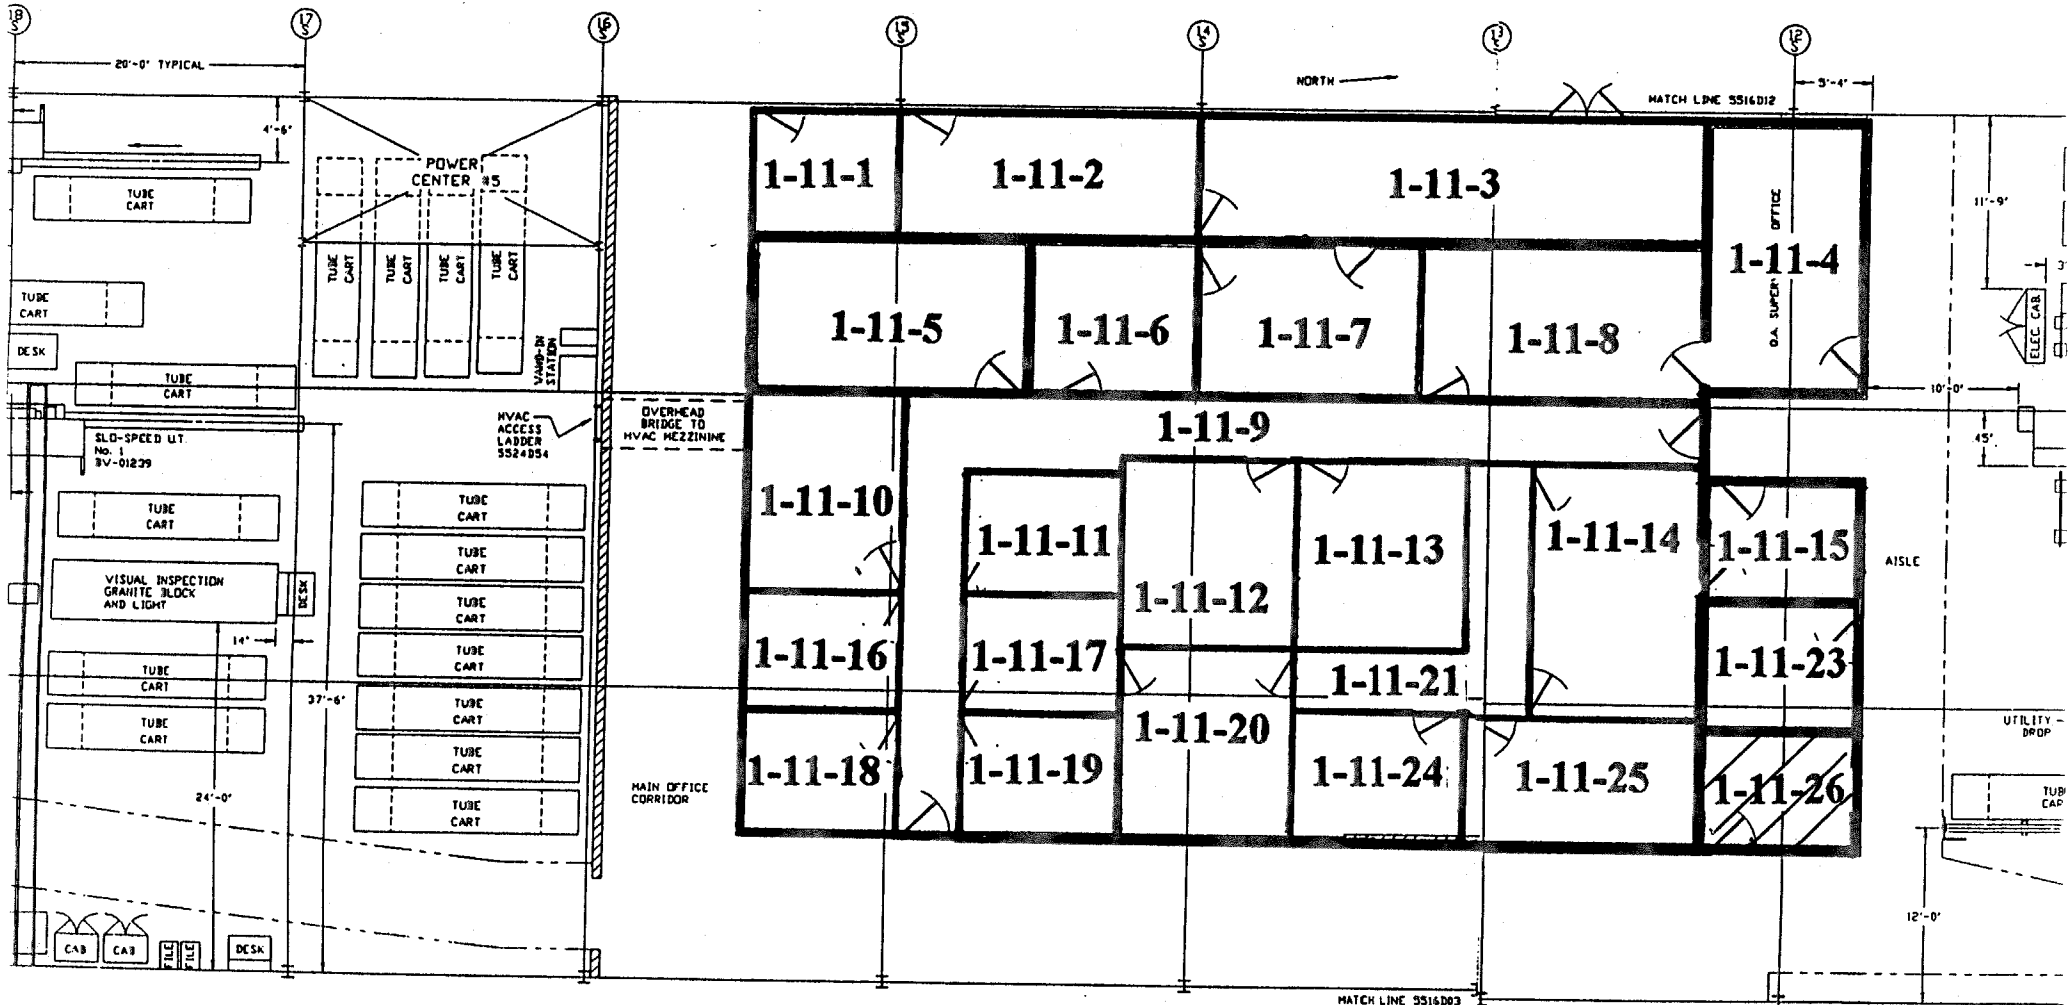 18 S
17 S
16 S
15 S
14 S
13 S
12 S
20'-0" TYPICAL
NORTH
5'-4"
MATCH LINE 5516D12
4'-6"
POWER
CENTER #5
TUBE
CART
1-11-1
1-11-2
1-11-3
Q.A. SUPER OFFICE
1-11-4
11'-9"
TUBE
CART
TUBE
CART
TUBE
CART
TUBE
CART
TUBE
CART
ELEC. CAB.
DESK
1-11-5
1-11-6
1-11-7
1-11-8
STATION
TUBE
CART
10'-0"
HVAC
ACCESS
LADDER
5524D54
OVERHEAD
BRIDGE TO
HVAC MEZZININE
1-11-9
SLO-SPEED U.T.
No. 1
BV-01239
45"
TUBE
CART
TUBE
CART
1-11-10
1-11-11
1-11-12
1-11-13
1-11-14
1-11-15
AISLE
TUBE
CART
VISUAL INSPECTION
GRANITE BLOCK
AND LIGHT
DESK
TUBE
CART
14"
TUBE
CART
TUBE
CART
1-11-16
1-11-17
1-11-21
1-11-23
37'-6"
TUBE
CART
TUBE
CART
1-11-20
UTILITY -
DROP
TUBE
CART
1-11-18
1-11-19
1-11-24
1-11-25
1-11-26
24'-0"
MAIN OFFICE
CORRIDOR
TUBE
CART
TUB
CAR
12'-0"
CAB
CAB
FILE
FILE
DESK
MATCH LINE 5516D03